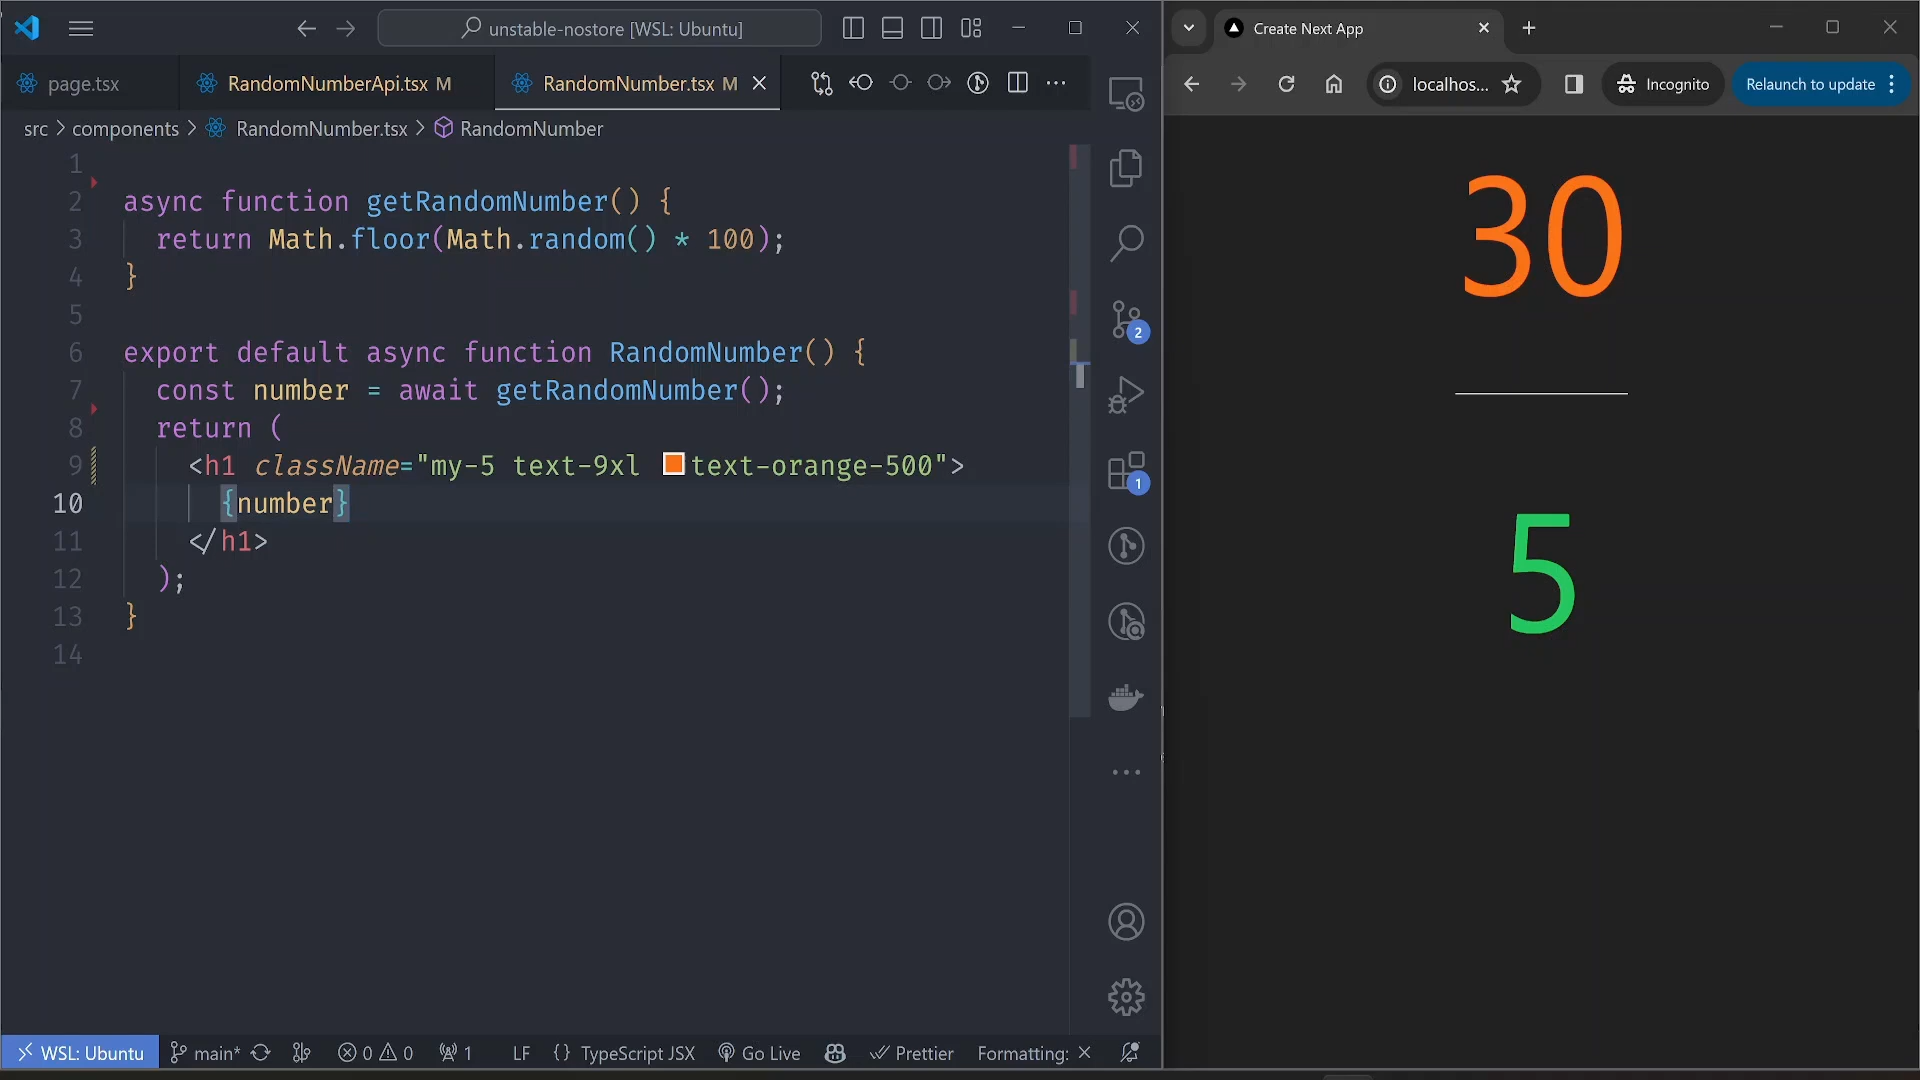 unstable-nostore [WSL: Ubuntu]
page.tsx
RandomNumberApi.tsx M
RandomNumber.tsx M
src > components > RandomNumber.tsx > RandomNumber
1
2 async function getRandomNumber() {
3 return Math.floor(Math.random() * 100);
4 }
5
6 export default async function RandomNumber() {
7 const number = await getRandomNumber();
8 return (
9 <h1 className="my-5 text-9xl text-orange-500">
10 {number}
11 </h1>
12 );
13 }
14
2
1
WSL: Ubuntu
main*
0 0
1
LF
{} TypeScript JSX
Go Live
Prettier
Formatting: ×
Create Next App
localhos...
Incognito
Relaunch to update
30
5